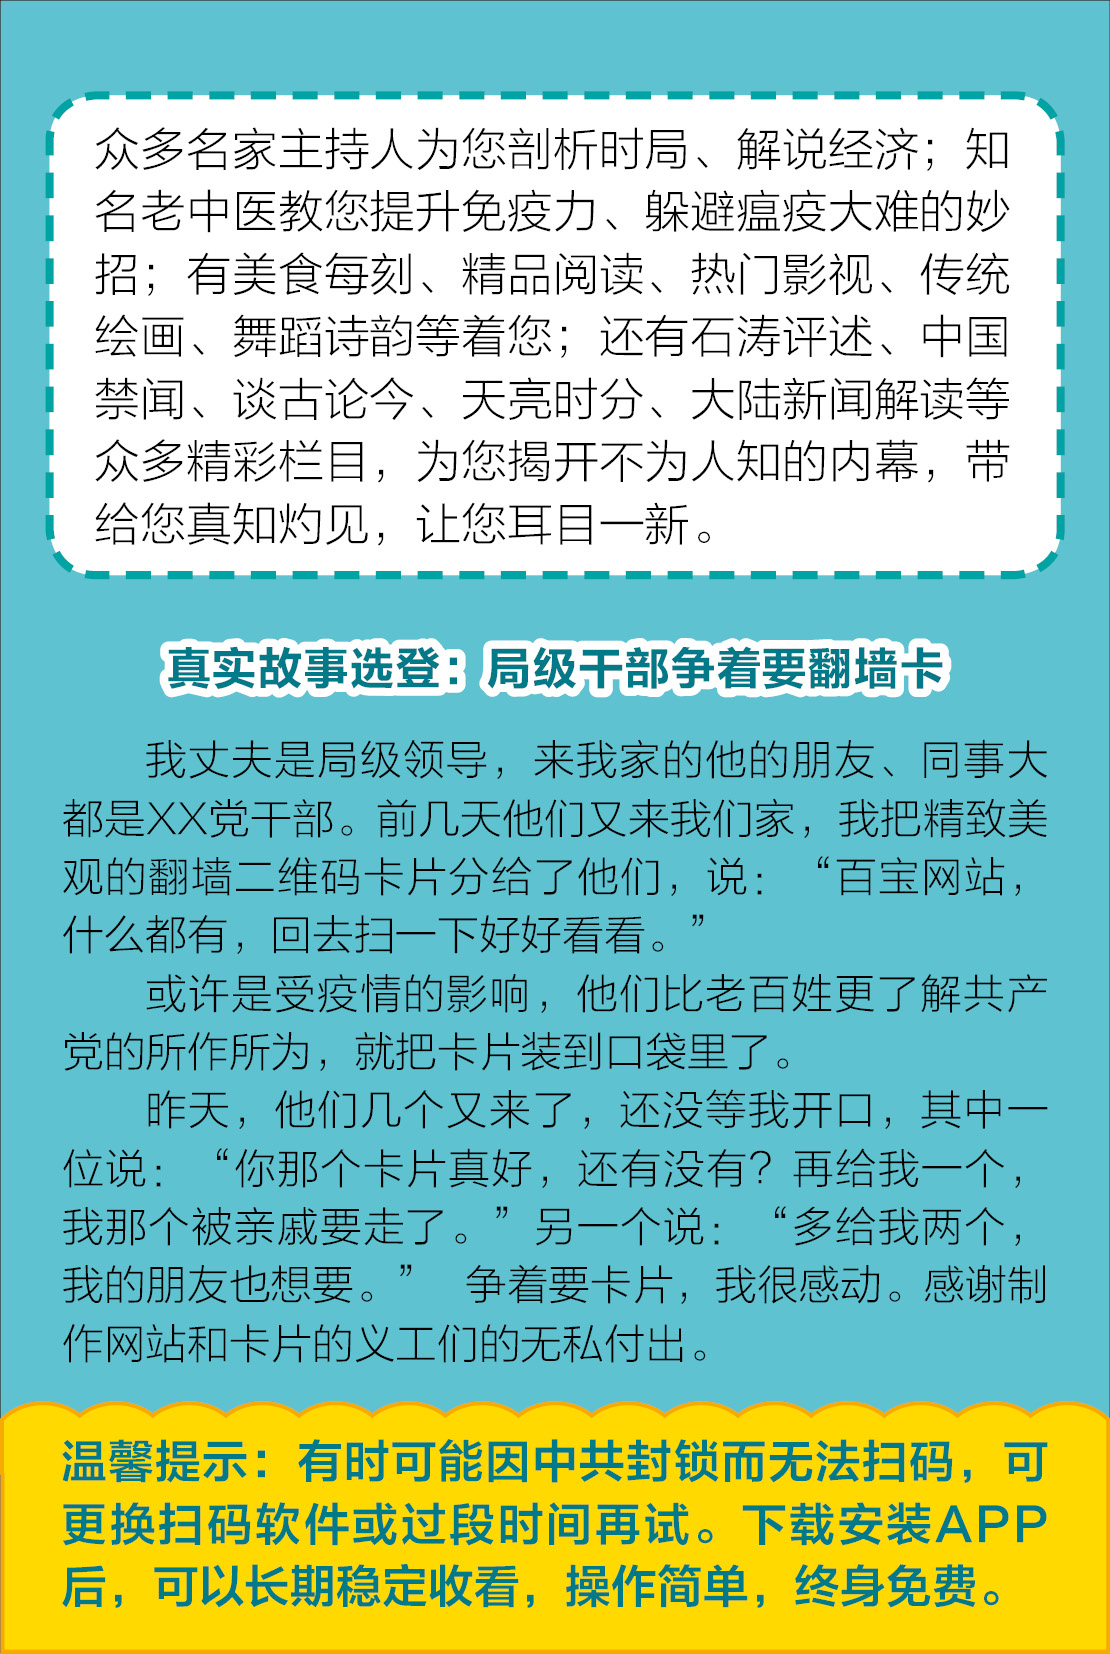 众多名家主持人为您剖析时局、解说经济；知
名老中医教您提升免疫力、躲避瘟疫大难的妙
招；有美食每刻、精品阅读、热门影视、传统
绘画、舞蹈诗韵等着您；还有石涛评述、中国
禁闻、谈古论今、天亮时分、大陆新闻解读等
众多精彩栏目，为您揭开不为人知的内幕，带
给您真知灼见，让您耳目一新。
真实故事选登：局级干部争着要翻墙卡
我丈夫是局级领导，来我家的他的朋友、同事大
都是XX党干部。前几天他们又来我们家，我把精致美
观的翻墙二维码卡片分给了他们，说：“百宝网站，
什么都有，回去扫一下好好看看。”
或许是受疫情的影响，他们比老百姓更了解共产
党的所作所为，就把卡片装到口袋里了。
昨天，他们几个又来了，还没等我开口，其中一
位说：“你那个卡片真好，还有没有？再给我一个，
我那个被亲戚要走了。”另一个说：“多给我两个，
我的朋友也想要。” 争着要卡片，我很感动。感谢制
作网站和卡片的义工们的无私付出。
温馨提示：有时可能因中共封锁而无法扫码，可
更换扫码软件或过段时间再试。下载安装APP
后，可以长期稳定收看，操作简单，终身免费。